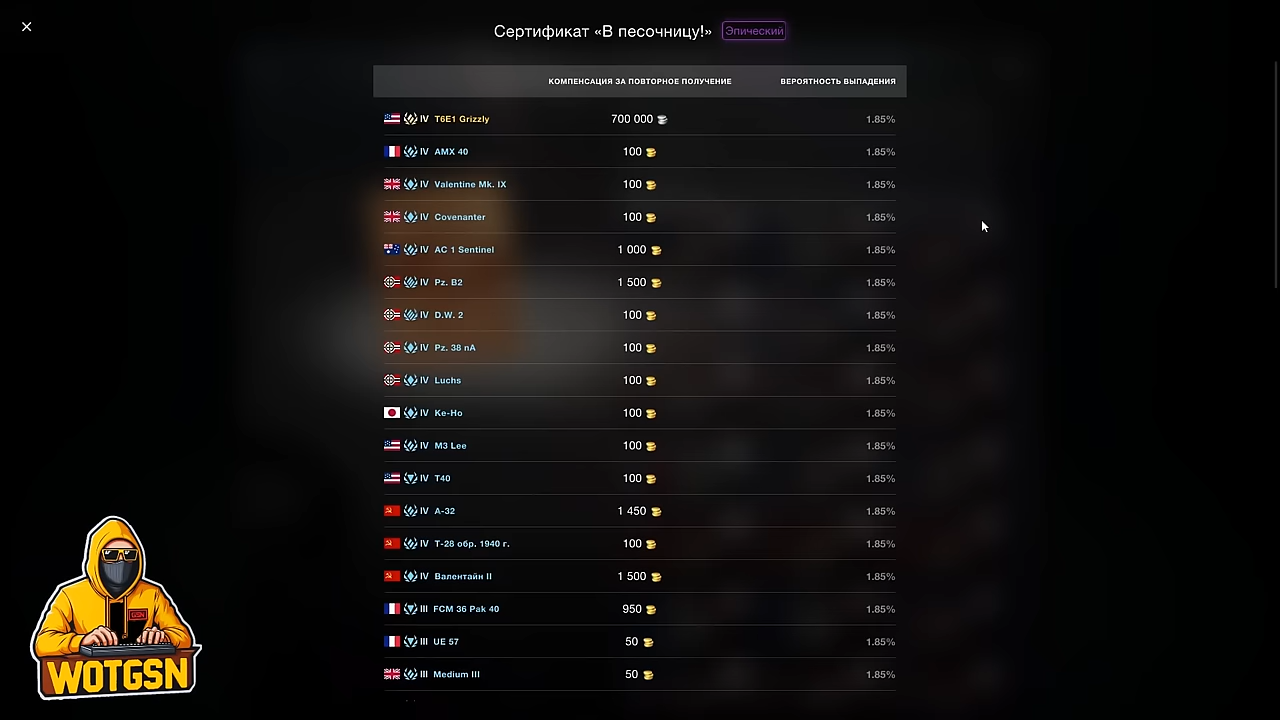 Сертификат «В песочницу!» Эпический
КОМПЕНСАЦИЯ ЗА ПОВТОРНОЕ ПОЛУЧЕНИЕ ВЕРОЯТНОСТЬ ВЫПАДЕНИЯ
IV T6E1 Grizzly 700 000 1.85%
IV AMX 40 100 1.85%
IV Valentine Mk. IX 100 1.85%
IV Covenanter 100 1.85%
IV AC 1 Sentinel 1 000 1.85%
IV Pz. B2 1 500 1.85%
IV D.W. 2 100 1.85%
IV Pz. 38 nA 100 1.85%
IV Luchs 100 1.85%
IV Ke-Ho 100 1.85%
IV M3 Lee 100 1.85%
IV T40 100 1.85%
IV А-32 1 450 1.85%
IV Т-28 обр. 1940 г. 100 1.85%
IV Валентайн II 1 500 1.85%
III FCM 36 Pak 40 950 1.85%
III UE 57 50 1.85%
III Medium III 50 1.85%
GSN
WOTGSN